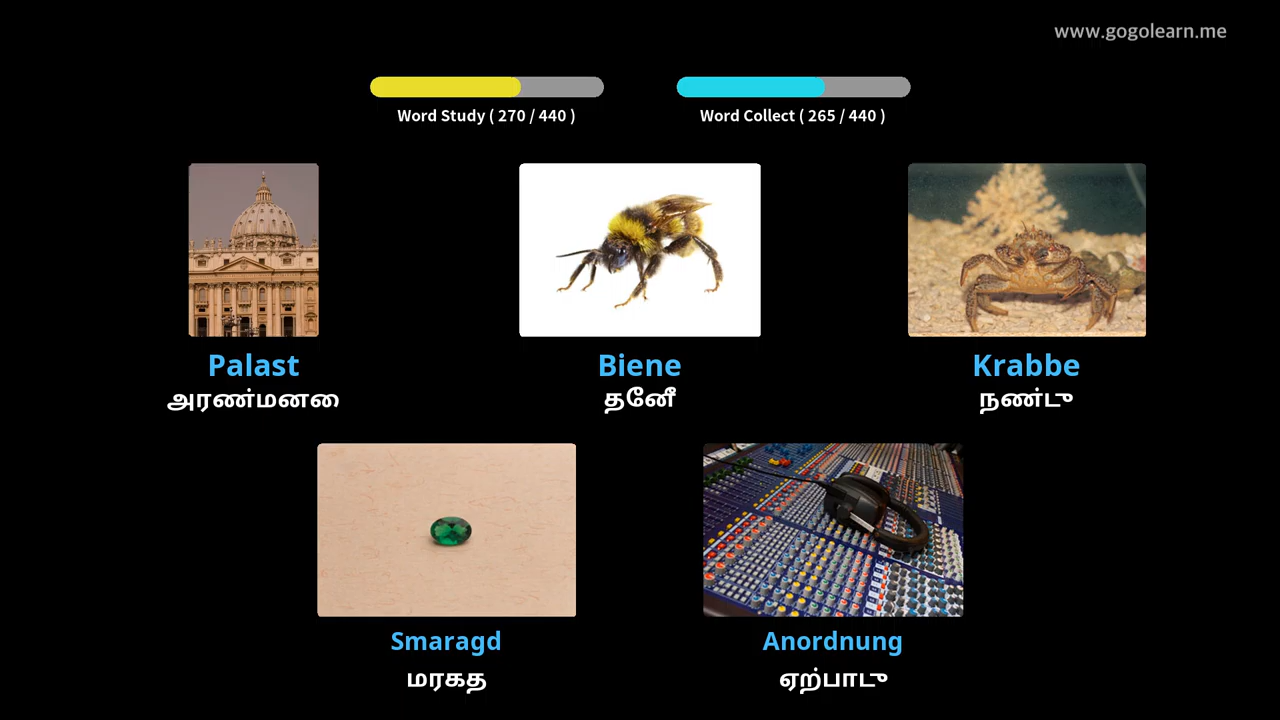 www.gogolearn.me
Word Study ( 270 / 440 )
Word Collect ( 265 / 440 )
Palast
அரண்மனை
Biene
தேனீ
Krabbe
நண்டு
Smaragd
மரகத
Anordnung
ஏற்பாடு